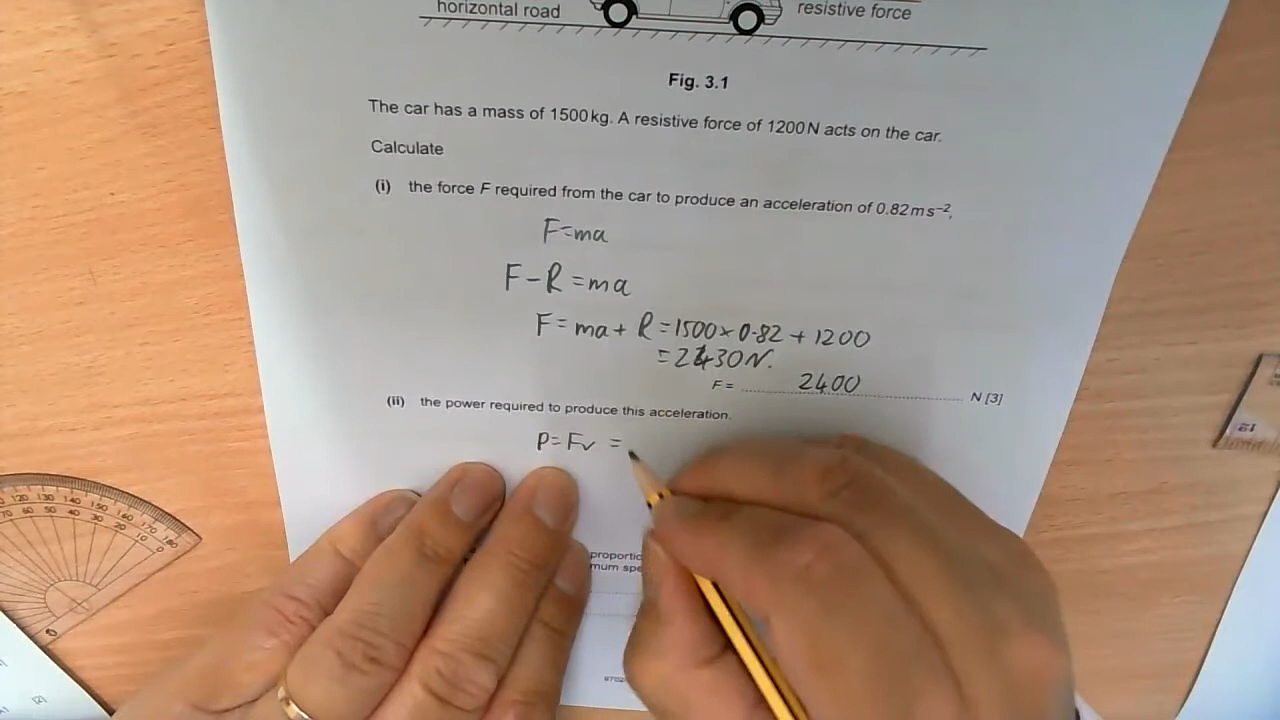 horizontal road
resistive force
Fig. 3.1
The car has a mass of 1500 kg. A resistive force of 1200 N acts on the car.
Calculate
(i) the force F required from the car to produce an acceleration of 0.82 m s⁻²,
F=ma
F-R=ma
F=ma+R=1500×0.82+1200
=2430N.
F= 2400 N [3]
(ii) the power required to produce this acceleration.
P=Fv=